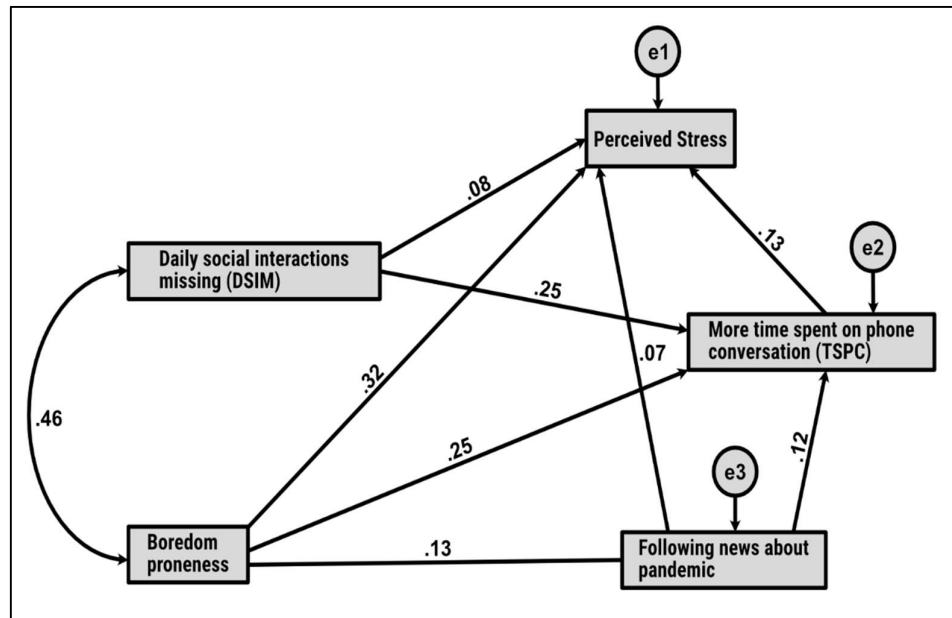 e1
Perceived Stress
.08
Daily social interactions
missing (DSIM)
.13
e2
.25
More time spent on phone
conversation (TSPC)
.07
.32
.46
.25
.12
e3
Boredom
proneness
.13
Following news about
pandemic